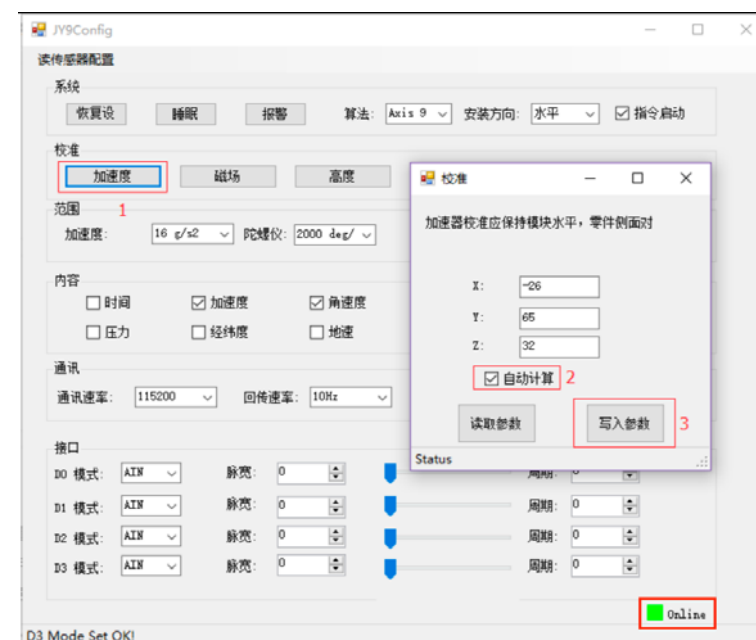 JY9Config
读传感器配置
系统
恢复设 睡眠 报警 算法: Axis 9 安装方向: 水平 指令启动
校准
加速度 磁场 高度
1
范围
加速度: 16 g/s2 陀螺仪: 2000 deg/
内容
时间 加速度 角速度
压力 经纬度 地速
通讯
通讯速率: 115200 回传速率: 10Hz
接口
D0 模式: AIN 脉宽: 0 周期: 0
D1 模式: AIN 脉宽: 0 周期: 0
D2 模式: AIN 脉宽: 0 周期: 0
D3 模式: AIN 脉宽: 0 周期: 0
Online
D3 Mode Set OK!
校准
加速器校准应保持模块水平，零件侧面对
X: -26
Y: 65
Z: 32
自动计算 2
读取参数 写入参数 3
Status